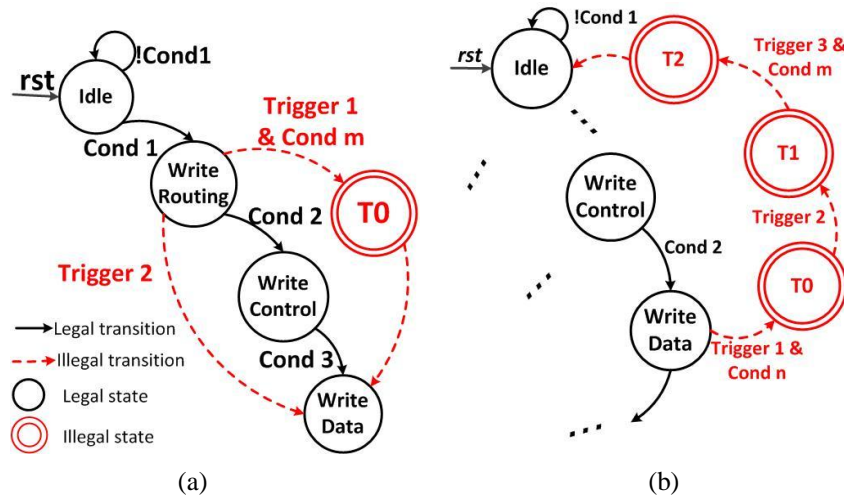 !Cond1
rst
Idle
Trigger 1
& Cond m
Cond 1
Write
Routing
T0
Cond 2
Trigger 2
Write
Control
Legal transition
Illegal transition
Cond 3
Legal state
Write
Data
Illegal state
(a)
!Cond 1
rst
Idle
T2
Trigger 3 &
Cond m
T1
Write
Control
Trigger 2
Cond 2
T0
Write
Data
Trigger 1 &
Cond n
(b)